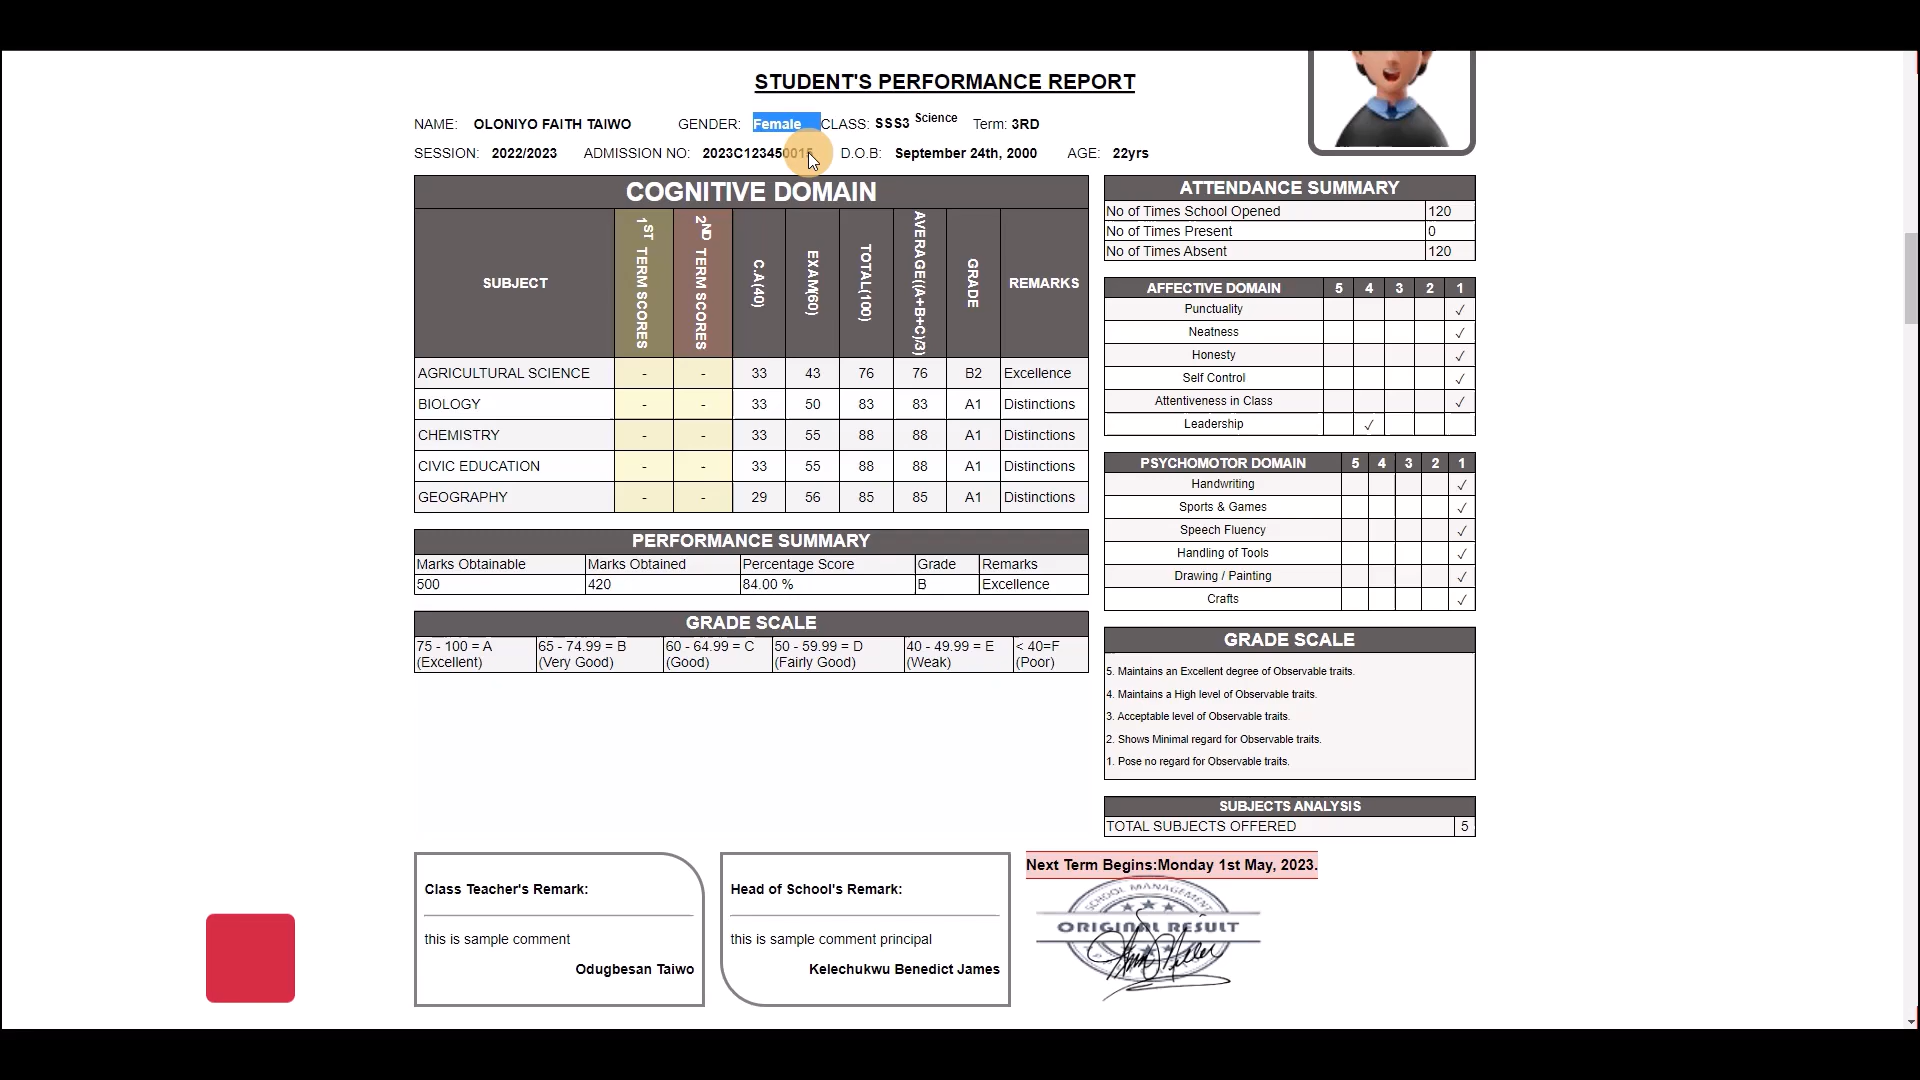 STUDENT'S PERFORMANCE REPORT
NAME: OLONIYO FAITH TAIWO GENDER: Female CLASS: SSS3 Science Term: 3RD
SESSION: 2022/2023 ADMISSION NO: 2023C123450015 D.O.B: September 24th, 2000 AGE: 22yrs
COGNITIVE DOMAIN
SUBJECT 1ST TERM SCORES 2ND TERM SCORES C.A(40) EXAM(60) TOTAL(100) AVERAGE((A+B+C)/3) GRADE REMARKS
AGRICULTURAL SCIENCE - - 33 43 76 76 B2 Excellence
BIOLOGY - - 33 50 83 83 A1 Distinctions
CHEMISTRY - - 33 55 88 88 A1 Distinctions
CIVIC EDUCATION - - 33 55 88 88 A1 Distinctions
GEOGRAPHY - - 29 56 85 85 A1 Distinctions
PERFORMANCE SUMMARY
Marks Obtainable Marks Obtained Percentage Score Grade Remarks
500 420 84.00 % B Excellence
GRADE SCALE
75 - 100 = A 65 - 74.99 = B 60 - 64.99 = C 50 - 59.99 = D 40 - 49.99 = E < 40=F
(Excellent) (Very Good) (Good) (Fairly Good) (Weak) (Poor)
ATTENDANCE SUMMARY
No of Times School Opened 120
No of Times Present 0
No of Times Absent 120
AFFECTIVE DOMAIN 5 4 3 2 1
Punctuality ✓
Neatness ✓
Honesty ✓
Self Control ✓
Attentiveness in Class ✓
Leadership ✓
PSYCHOMOTOR DOMAIN 5 4 3 2 1
Handwriting ✓
Sports & Games ✓
Speech Fluency ✓
Handling of Tools ✓
Drawing / Painting ✓
Crafts ✓
GRADE SCALE
5. Maintains an Excellent degree of Observable traits.
4. Maintains a High level of Observable traits.
3. Acceptable level of Observable traits.
2. Shows Minimal regard for Observable traits.
1. Pose no regard for Observable traits.
SUBJECTS ANALYSIS
TOTAL SUBJECTS OFFERED 5
Class Teacher's Remark:
this is sample comment
Odugbesan Taiwo
Head of School's Remark:
this is sample comment principal
Kelechukwu Benedict James
Next Term Begins:Monday 1st May, 2023.
SCHOOL MANAGEMENT
ORIGINAL RESULT